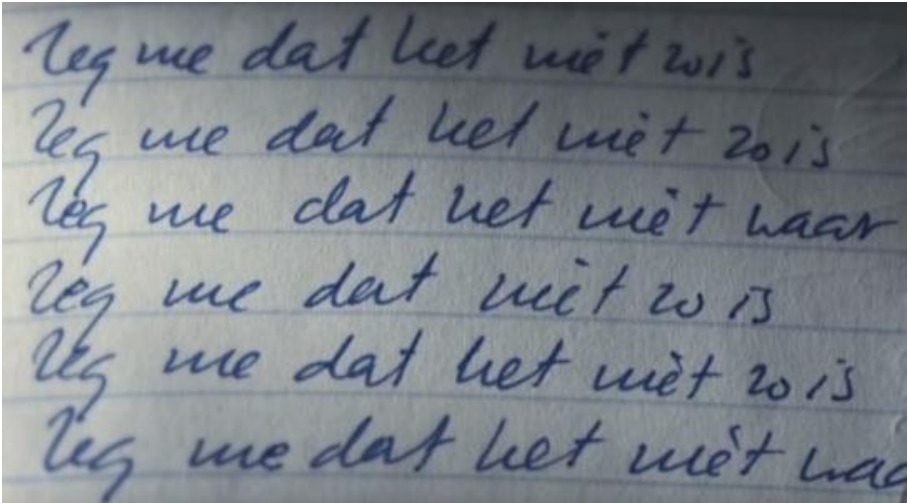 Zeg me dat het niet zo is
Zeg me dat het niet zo is
Zeg me dat het niet waar
Zeg me dat niet zo is
Zeg me dat het niet zo is
Zeg me dat het niet waa